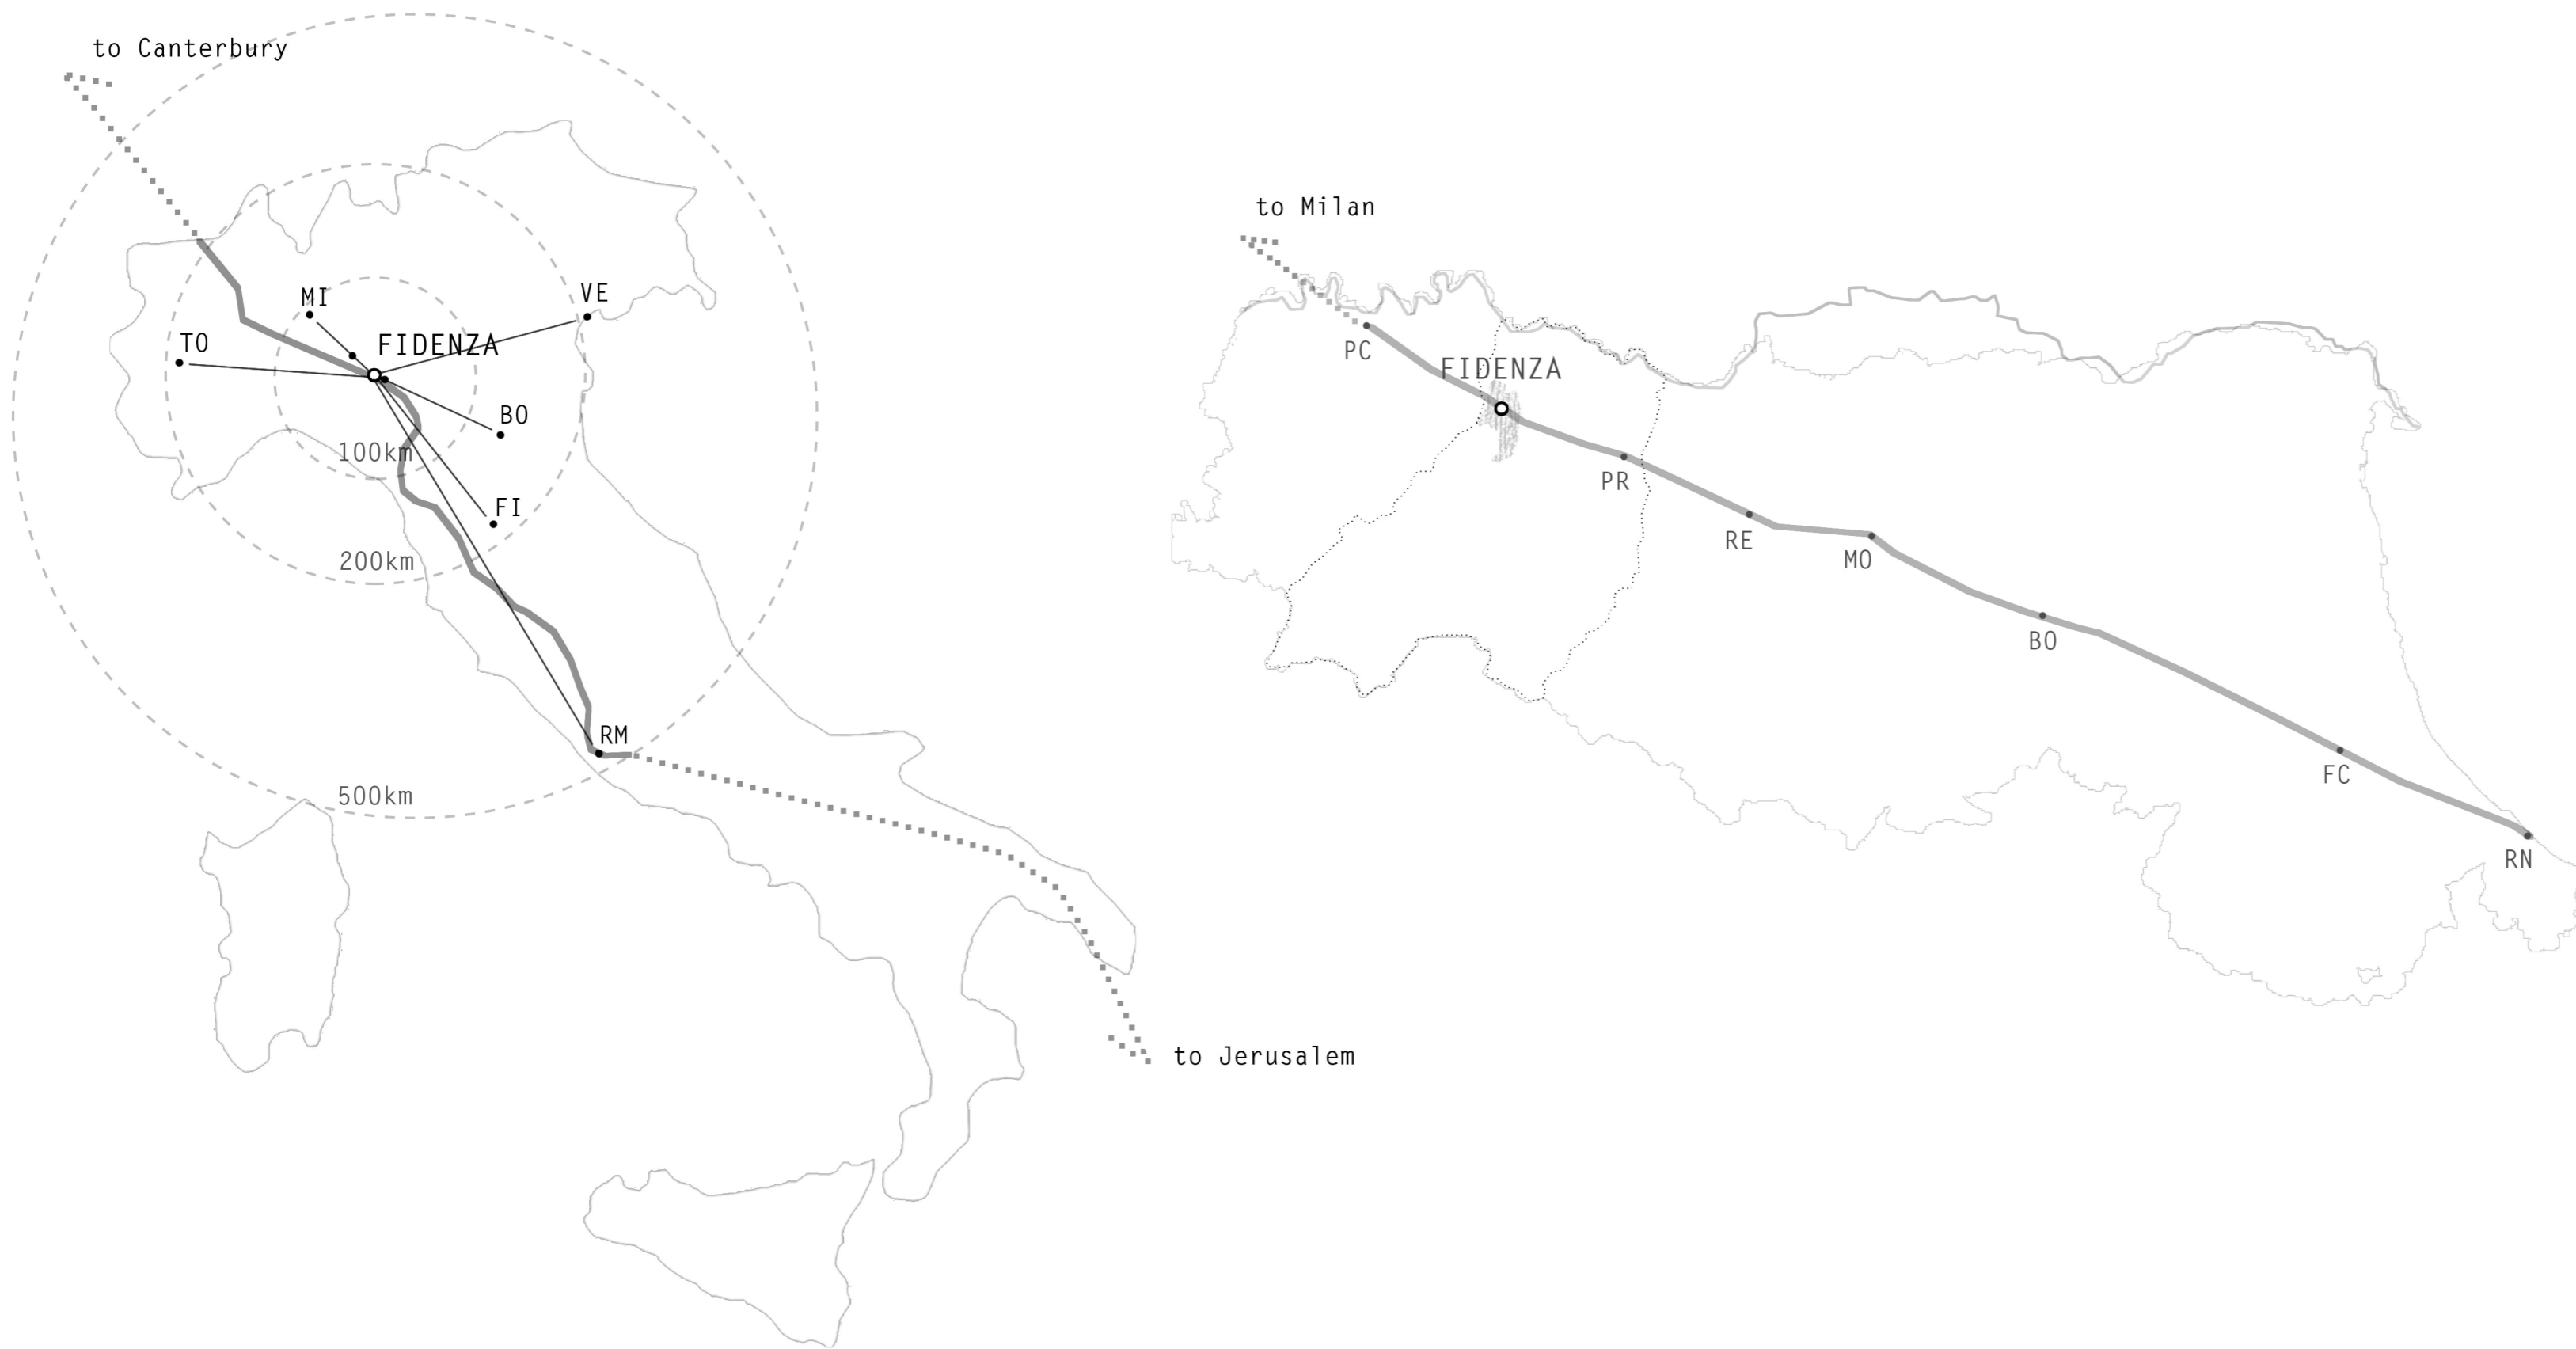 to Canterbury
MI
VE
TO
FIDENZA
BO
100km
FI
200km
RM
500km
to Jerusalem
to Milan
PC
FIDENZA
PR
RE
MO
BO
FC
RN